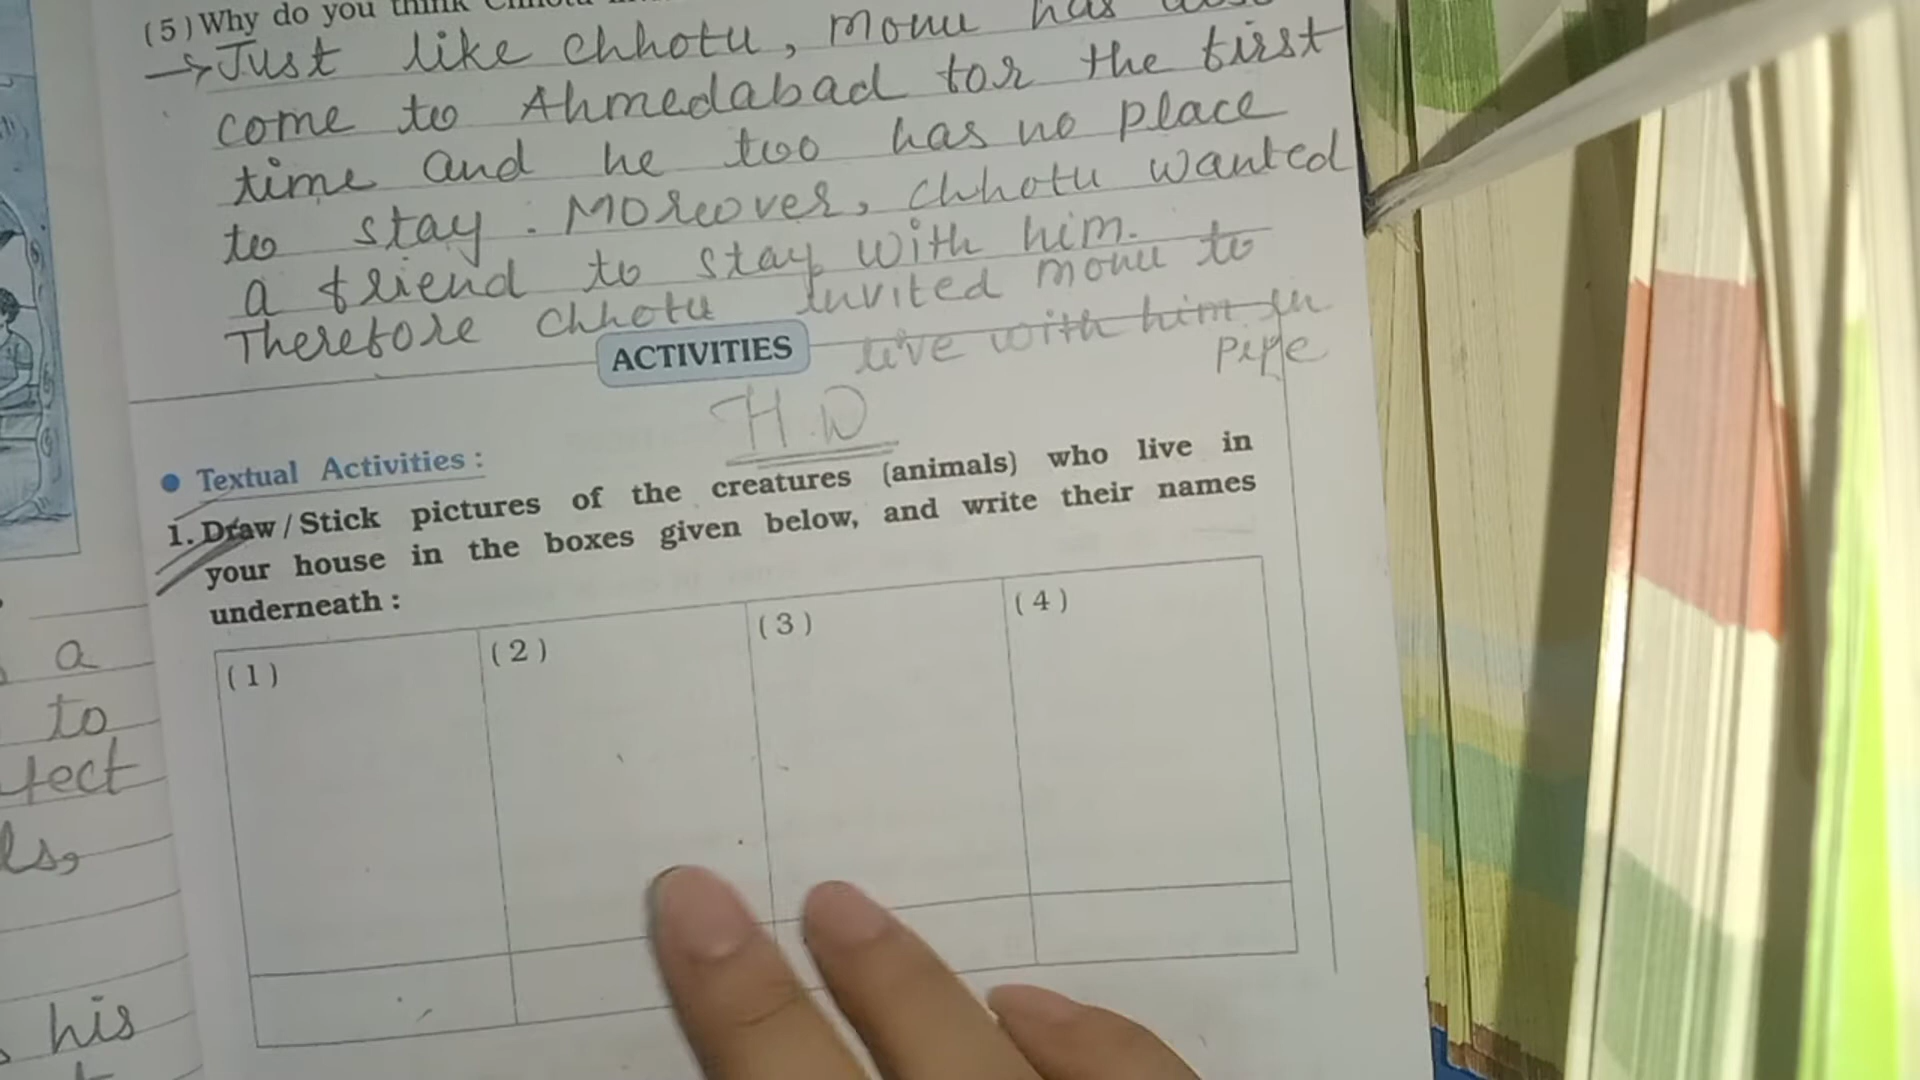 (5) Why do you think
→ Just like Chhotu, Monu has
come to Ahmedabad for the first
time and he too has no place
to stay. Moreover, Chhotu wanted
a friend to stay with him.
Therefore Chhotu invited Monu to
live with him in
pipe
ACTIVITIES
H.W
• Textual Activities :
1. Draw / Stick pictures of the creatures (animals) who live in
your house in the boxes given below, and write their names
underneath :
(1) (2) (3) (4)
a
to
his